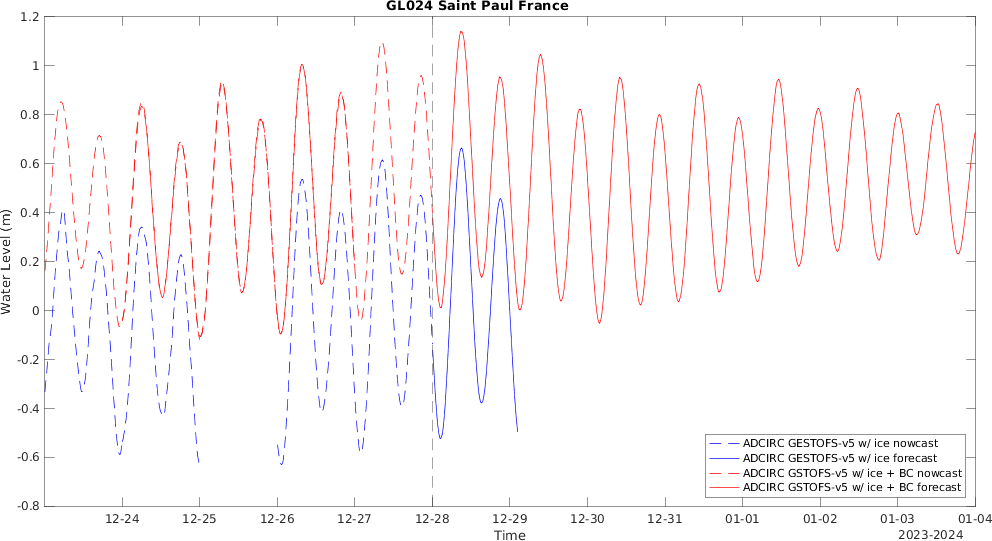 GL024 Saint Paul France
1.2
1
0.8
0.6
0.4
0.2
0
-0.2
-0.4
-0.6
-0.8
Water Level (m)
ADCIRC GESTOFS-v5 w/ ice nowcast
ADCIRC GESTOFS-v5 w/ ice forecast
ADCIRC GSTOFS-v5 w/ ice + BC nowcast
ADCIRC GSTOFS-v5 w/ ice + BC forecast
12-24 12-25 12-26 12-27 12-28 12-29 12-30 12-31 01-01 01-02 01-03 01-04
Time
2023-2024